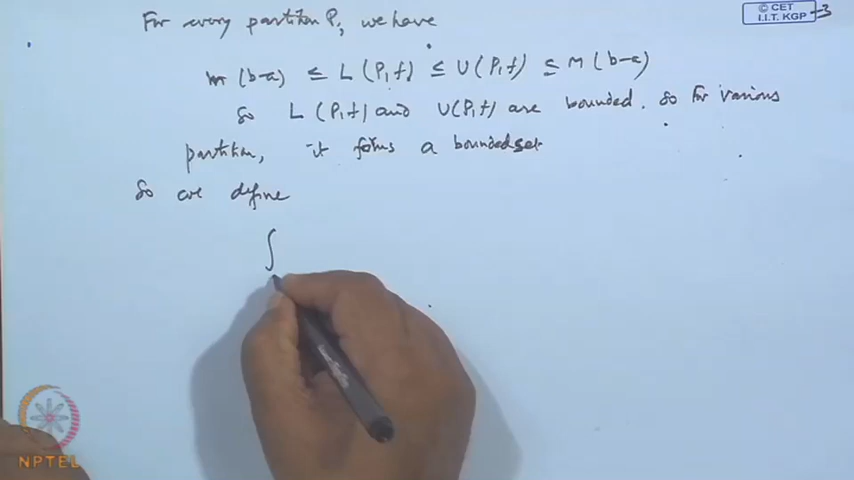 © CET
I.I.T. KGP
For every partition P, we have
m (b-a) ≤ L (P, f) ≤ U (P, f) ≤ M (b-a)
So L (P, f) and U (P, f) are bounded. So for various
partition, it forms a bounded set
So we define
∫
NPTEL